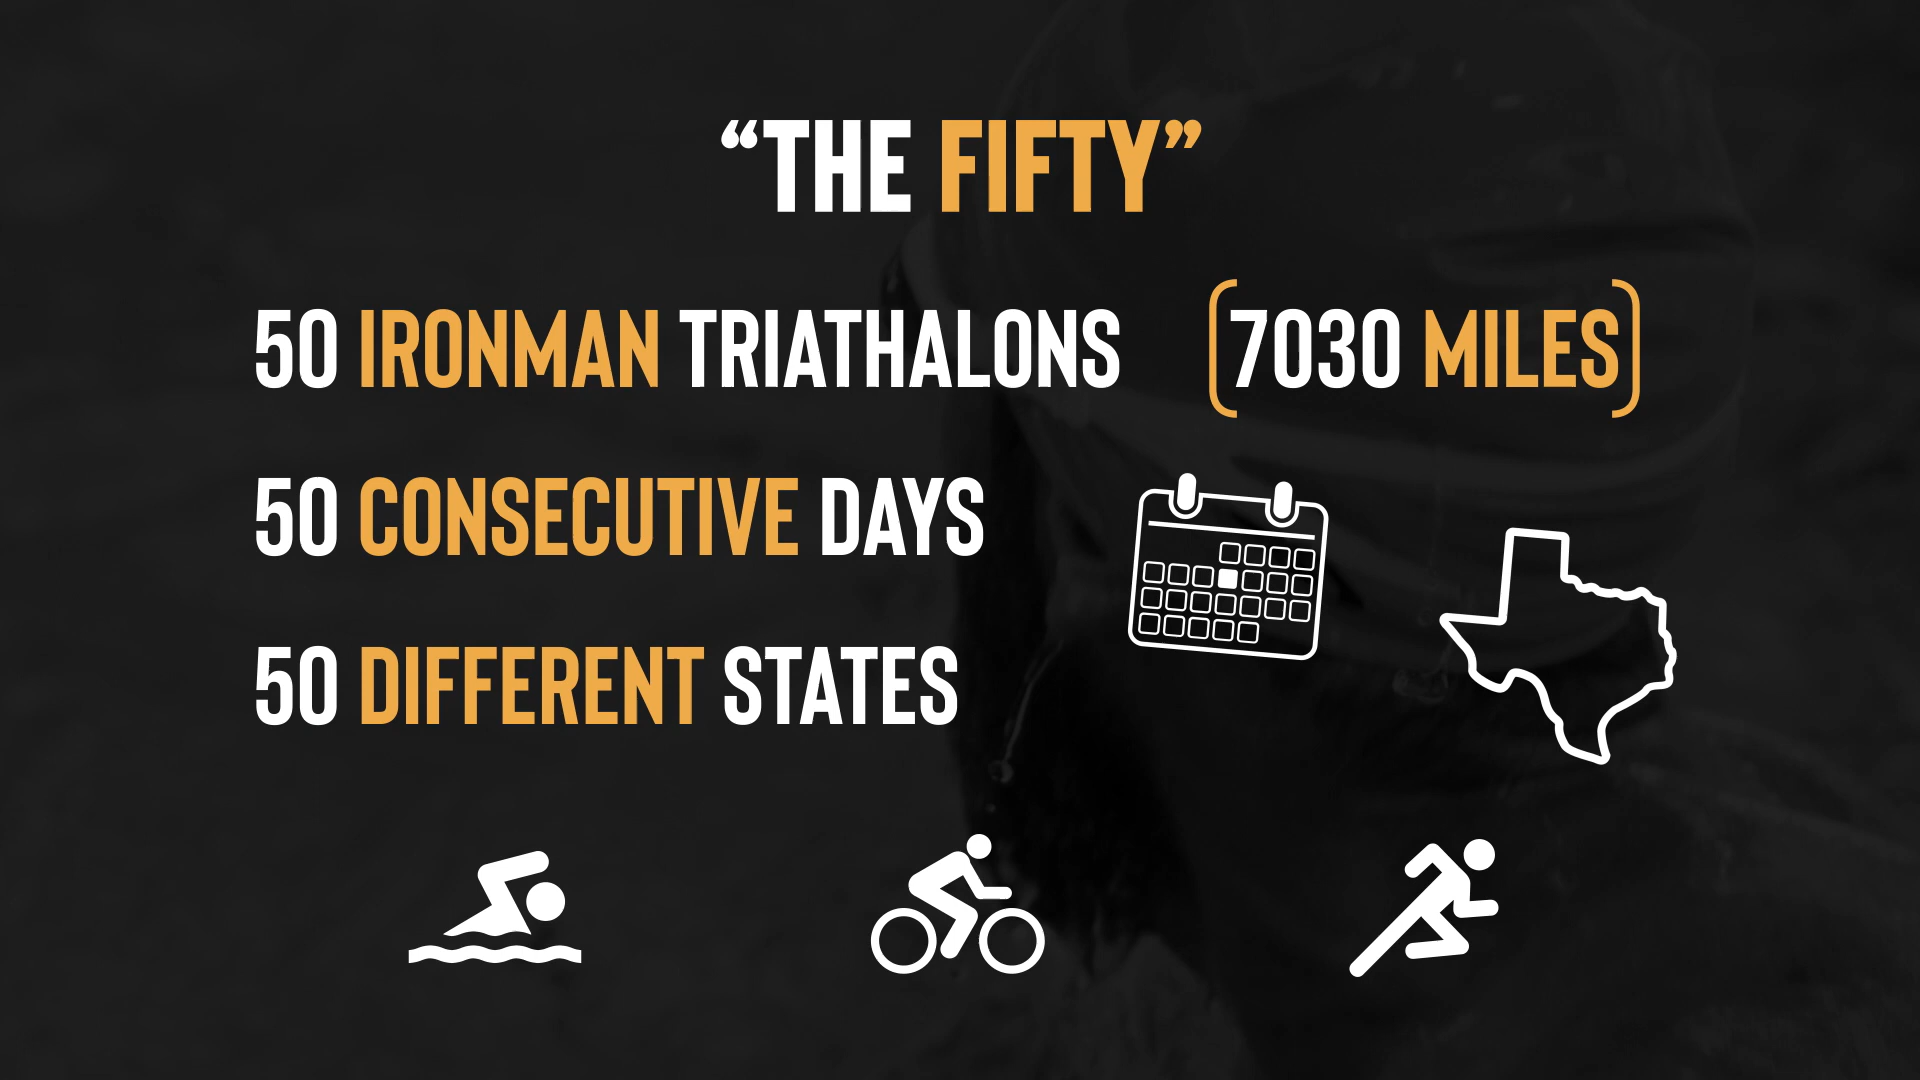 “THE FIFTY”
50 IRONMAN TRIATHALONS (7030 MILES)
50 CONSECUTIVE DAYS
50 DIFFERENT STATES